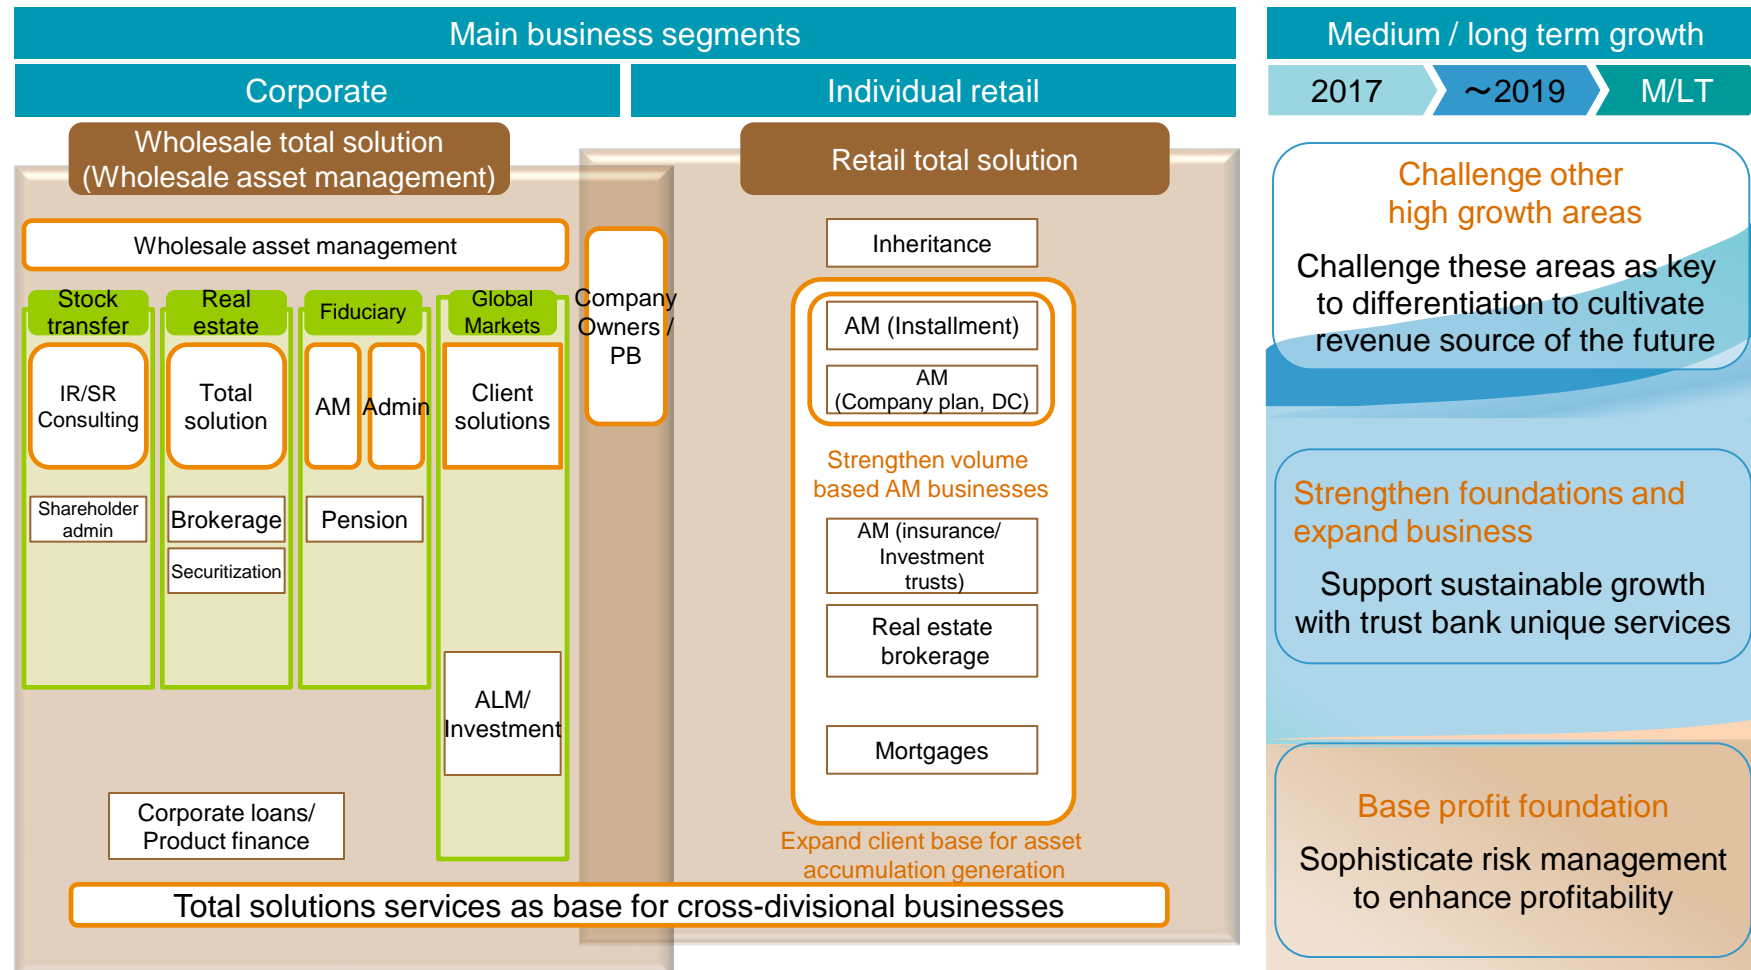 Main business segments
Medium / long term growth
Corporate
Individual retail
2017
～2019
M/LT
Wholesale total solution
(Wholesale asset management)
Retail total solution
Wholesale asset management
Stock
transfer
Real
estate
Fiduciary
Global
Markets
IR/SR
Consulting
Total
solution
AM
Admin
Client
solutions
Shareholder
admin
Brokerage
Securitization
Pension
ALM/
Investment
Corporate loans/
Product finance
Company
Owners /
PB
Inheritance
AM (Installment)
AM
(Company plan, DC)
Strengthen volume
based AM businesses
AM (insurance/
Investment
trusts)
Real estate
brokerage
Mortgages
Expand client base for asset
accumulation generation
Total solutions services as base for cross-divisional businesses
Challenge other
high growth areas
Challenge these areas as key
to differentiation to cultivate
revenue source of the future
Strengthen foundations and
expand business
Support sustainable growth
with trust bank unique services
Base profit foundation
Sophisticate risk management
to enhance profitability